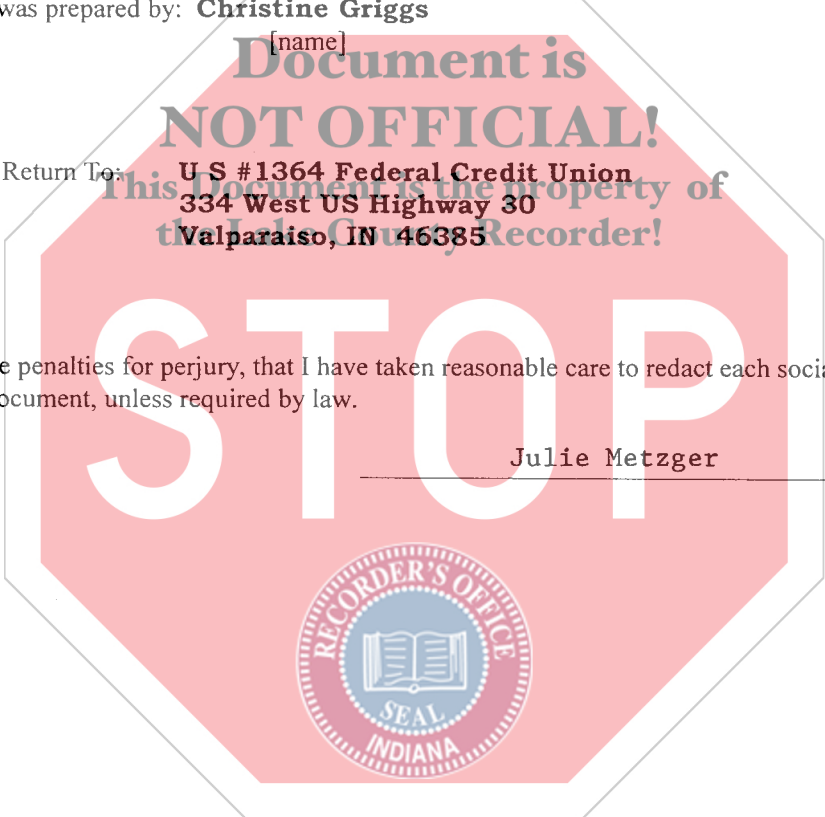 was prepared by: Christine Griggs
[name]
Document is
NOT OFFICIAL!
Return To: U S #1364 Federal Credit Union
This Document is the property of
334 West US Highway 30
the Lake County Recorder!
Valparaiso, IN 46385
STOP
e penalties for perjury, that I have taken reasonable care to redact each socia
ocument, unless required by law.
Julie Metzger
RECORDER'S OFFICE
SEAL
INDIANA